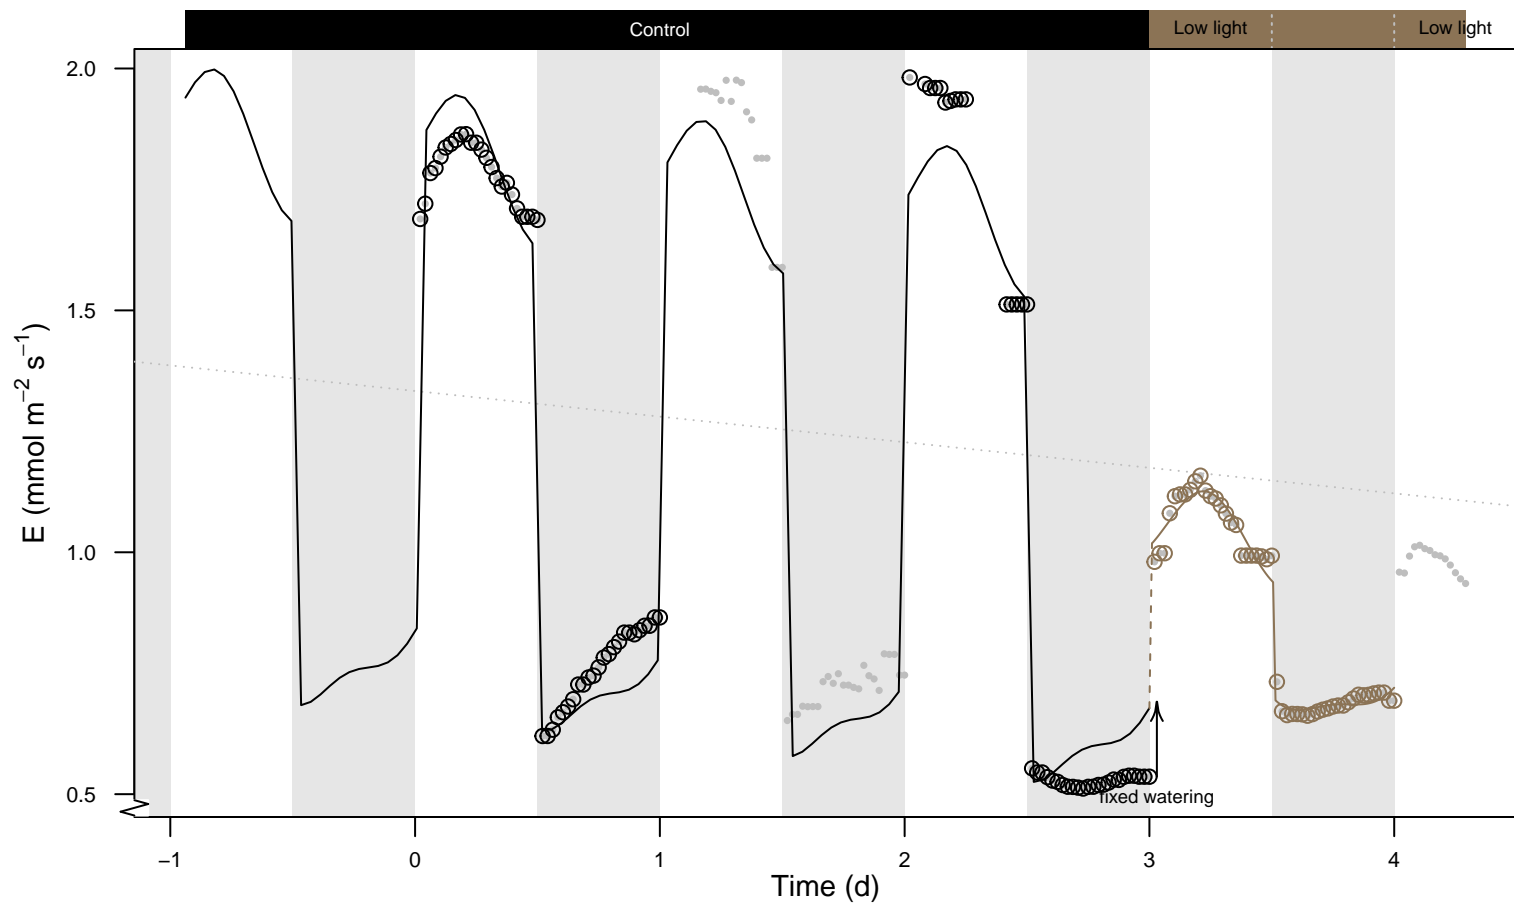 Control
Low light
Low light
2.0
1.5
1.0
0.5
E (mmol m⁻² s⁻¹)
fixed watering
−1
0
1
2
3
4
Time (d)